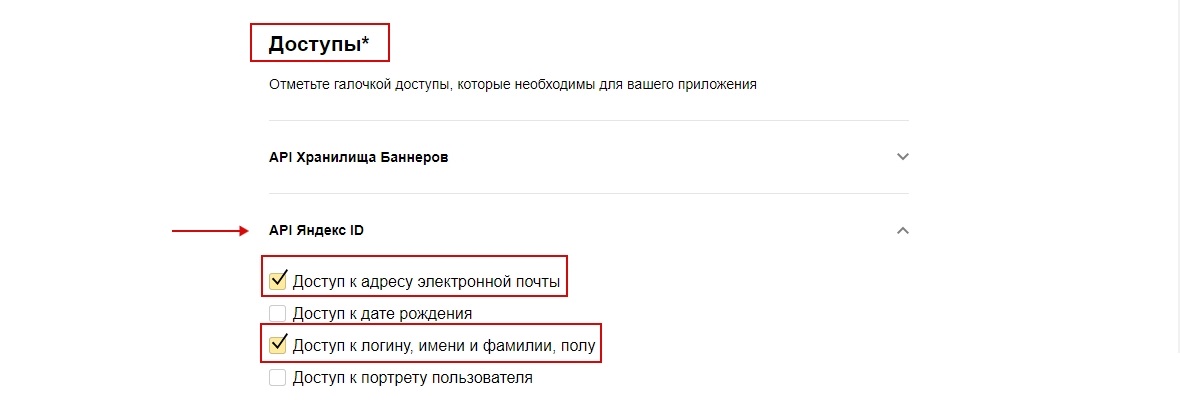 Доступы*
Отметьте галочкой доступы, которые необходимы для вашего приложения
API Хранилища Баннеров
API Яндекс ID
Доступ к адресу электронной почты
Доступ к дате рождения
Доступ к логину, имени и фамилии, полу
Доступ к портрету пользователя